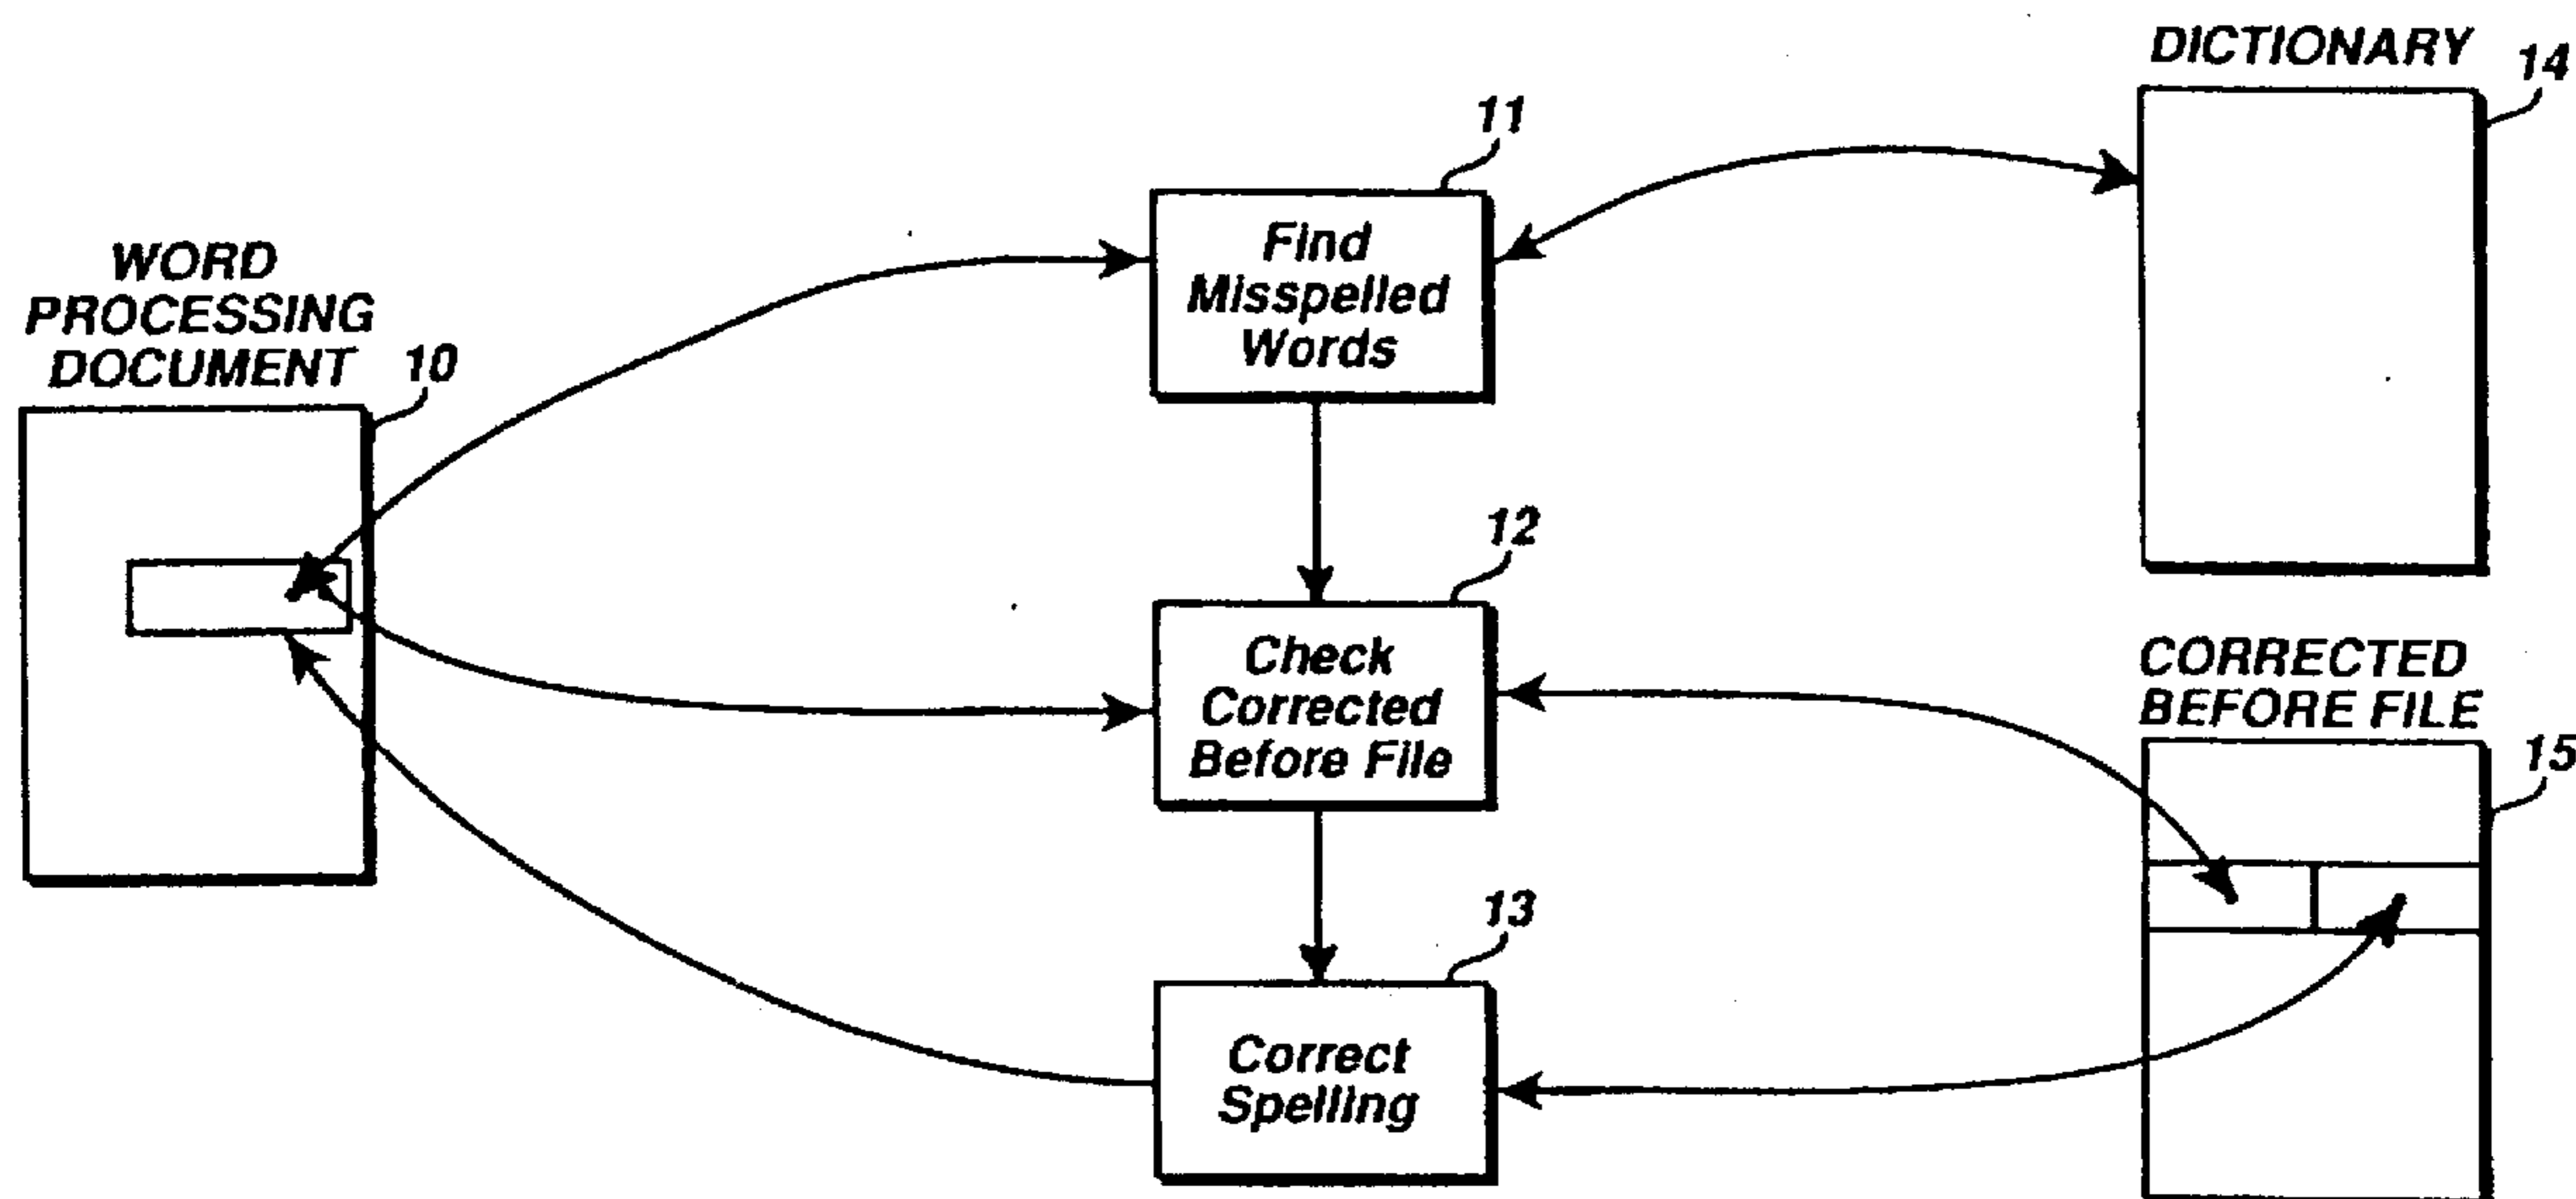 DICTIONARY
14
11
Find
Misspelled
Words
WORD
PROCESSING
DOCUMENT
10
12
Check
Corrected
Before File
CORRECTED
BEFORE FILE
15
13
Correct
Spelling